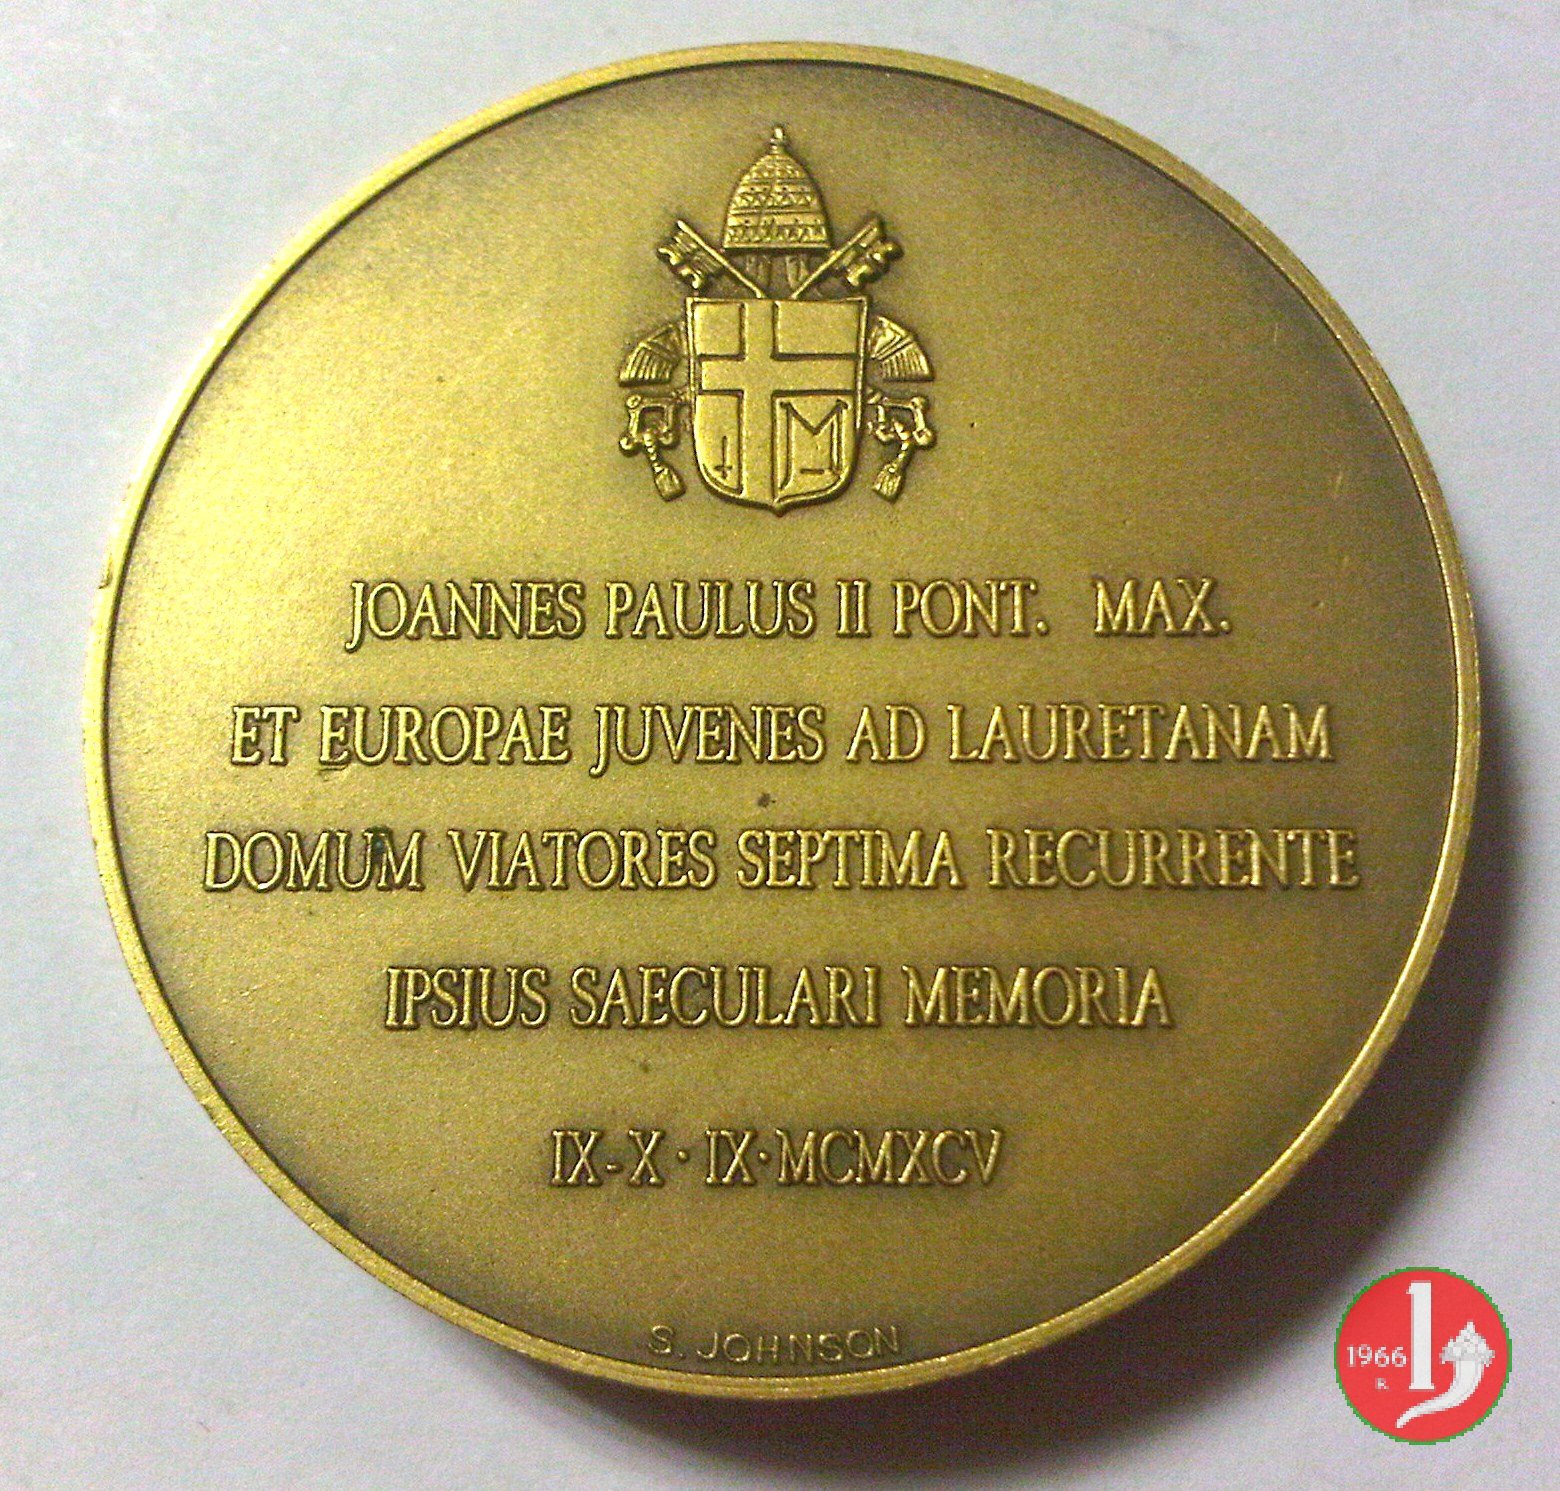 JOANNES PAULUS II PONT. MAX.
ET EUROPAE JUVENES AD LAURETANAM
DOMUM VIATORES SEPTIMA RECURRENTE
IPSIUS SAECULARI MEMORIA
IX-X·IX·MCMXCV
S. JOHNSON
1966
R